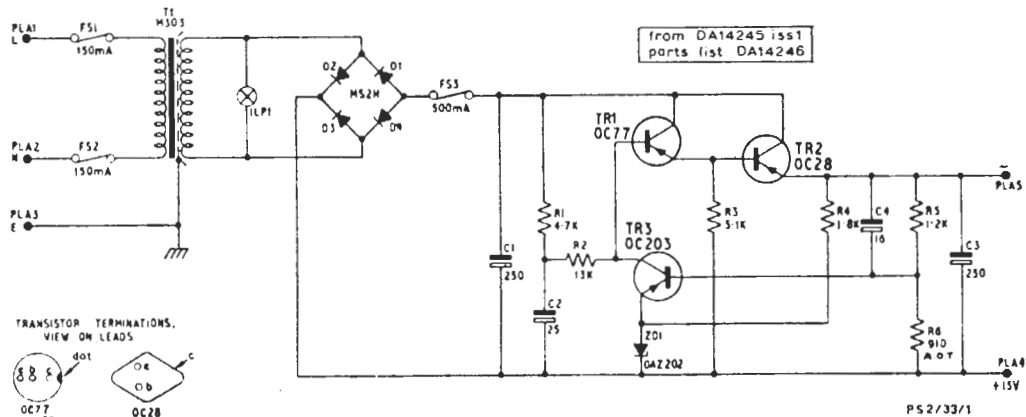 T1
M303
PLA1
L
FS1
150mA
PLA2
N
FS2
150mA
PLA3
E
ILP1
D2
D1
MS2H
D3
D4
FS3
500mA
from DA14245 iss1
parts list DA14246
TR1
OC77
TR2
OC28
TR3
OC203
R1
4·7K
R2
13K
R3
5·1K
R4
1·8K
C4
16
R5
1·2K
C3
250
C1
250
C2
25
ZD1
OAZ202
R6
910
A O T
-
PLA5
PLA4
+15V
TRANSISTOR TERMINATIONS,
VIEW ON LEADS
dot
e b c
OC77
c
e
b
OC28
PS2/33/1